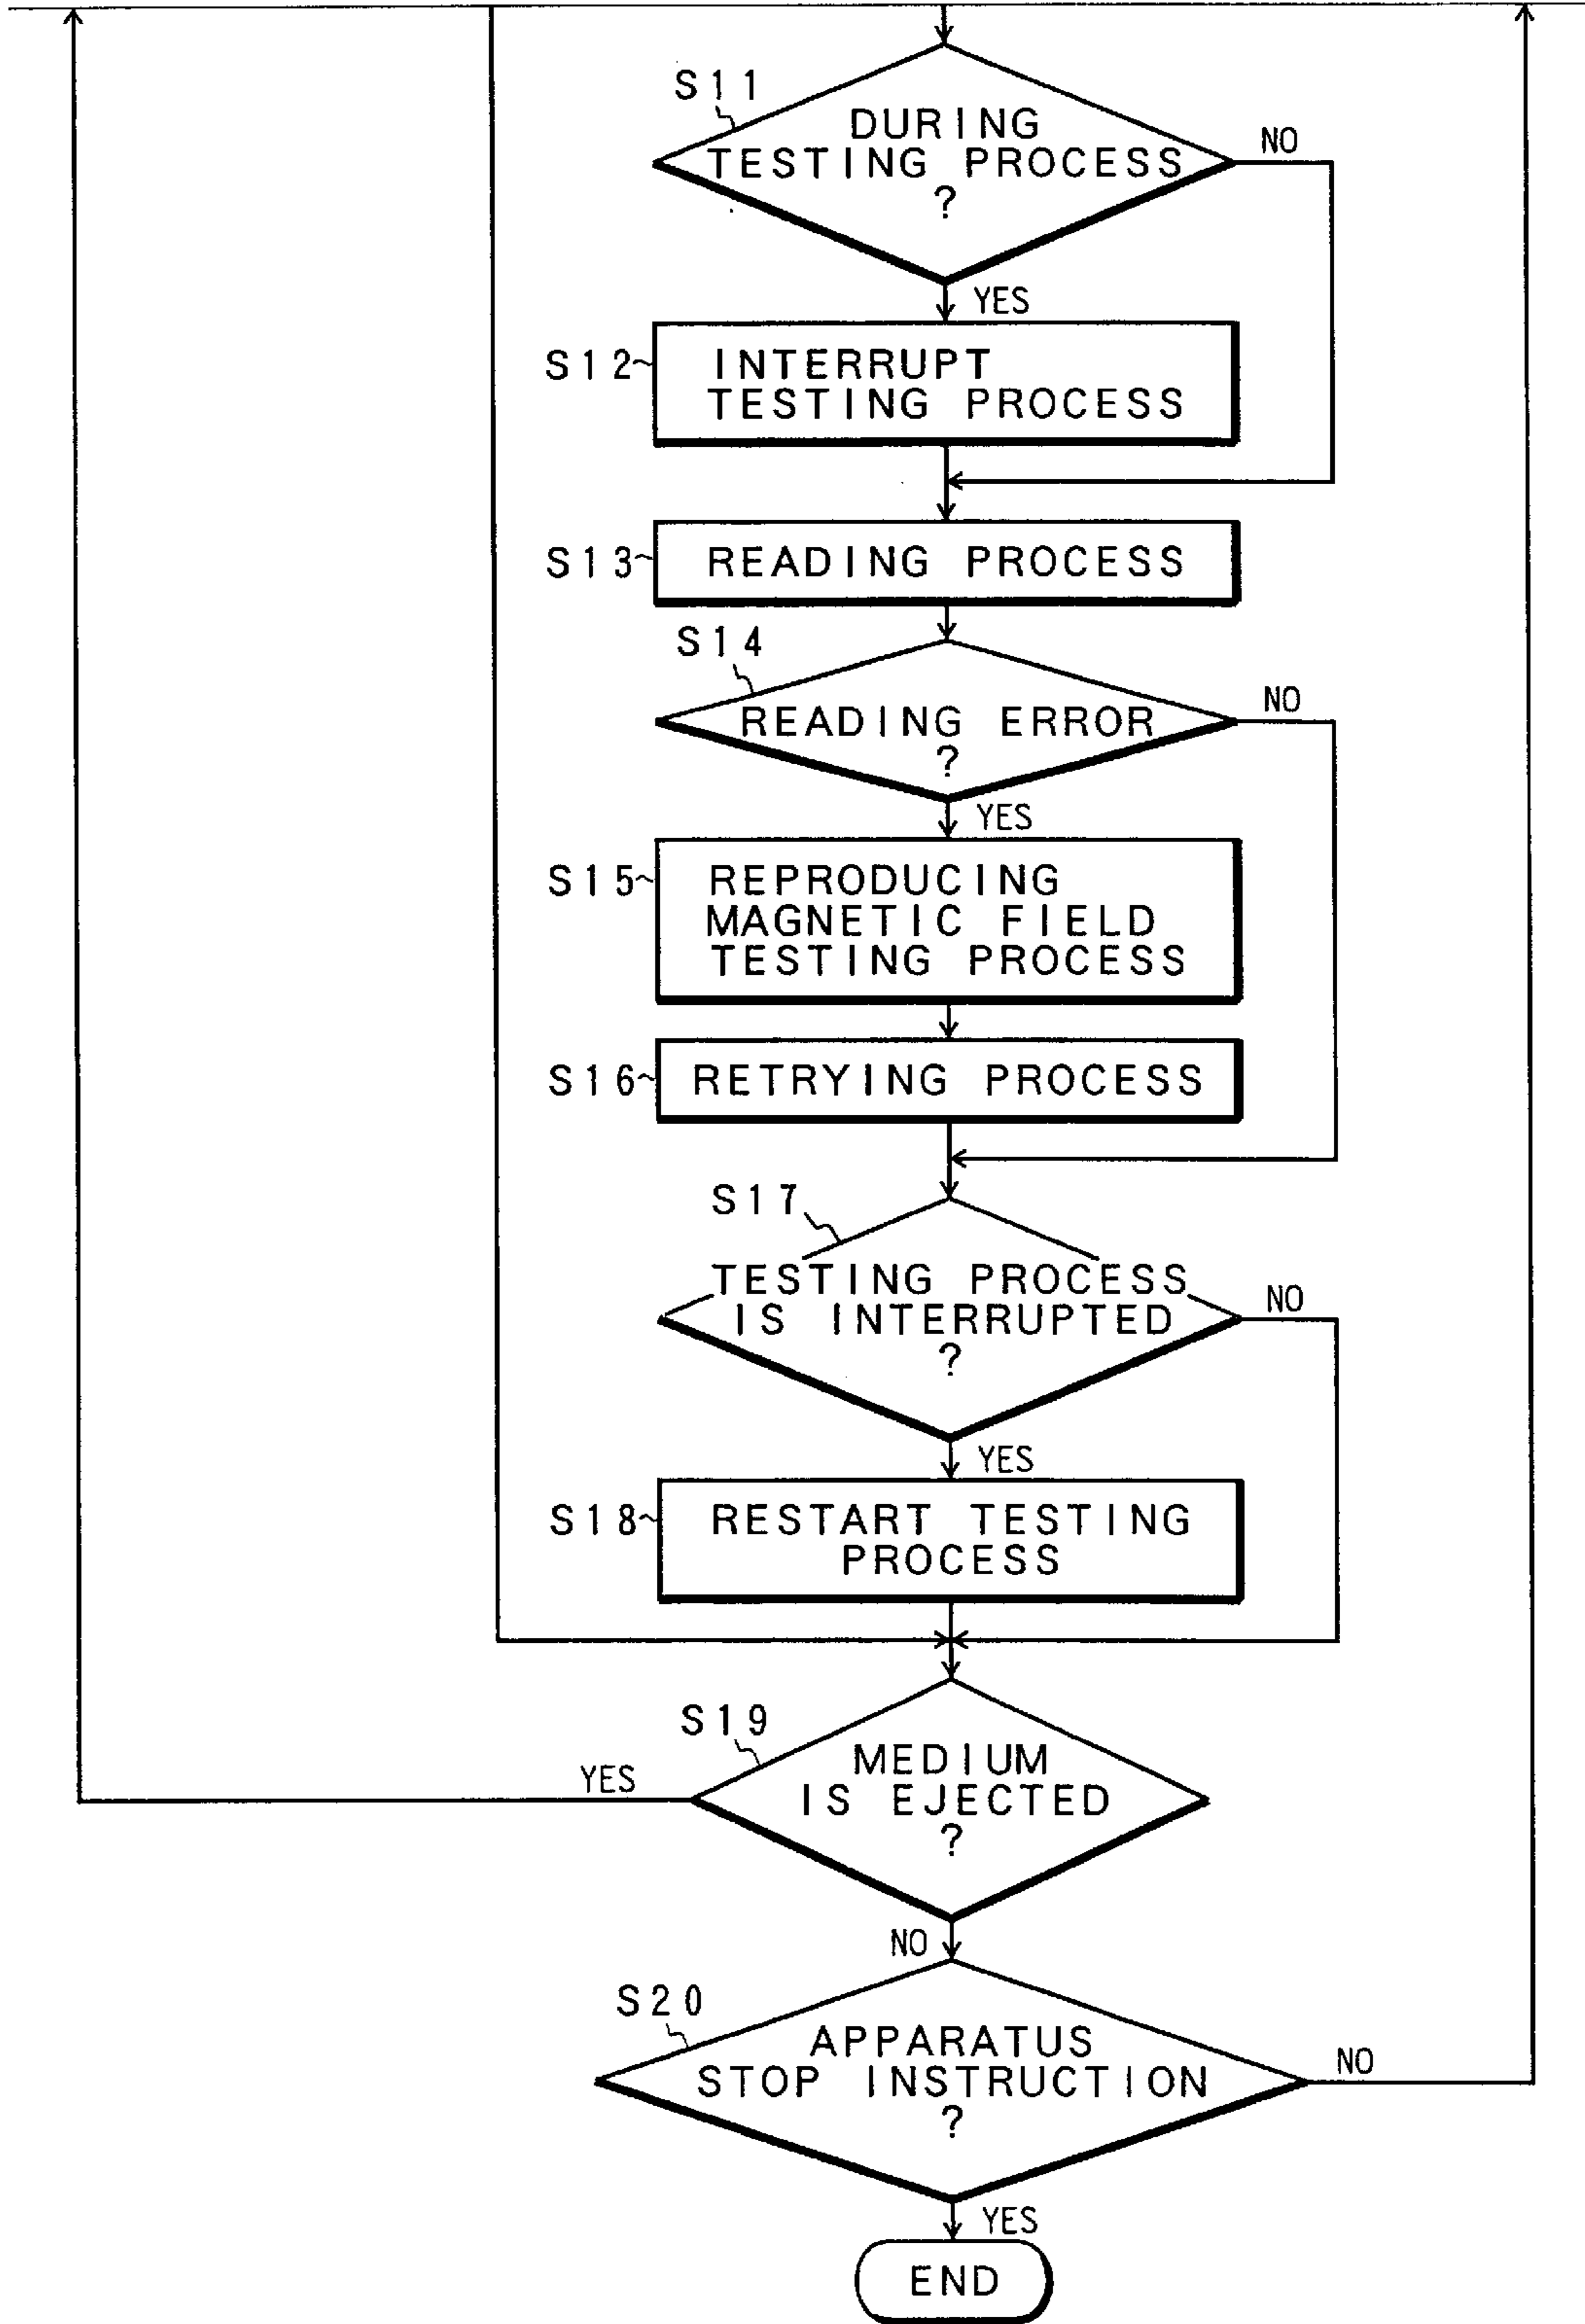 S11
DURING
TESTING PROCESS
?
NO
YES
S12
INTERRUPT
TESTING PROCESS
S13
READING PROCESS
S14
READING ERROR
?
NO
YES
S15
REPRODUCING
MAGNETIC FIELD
TESTING PROCESS
S16
RETRYING PROCESS
S17
TESTING PROCESS
IS INTERRUPTED
?
NO
YES
S18
RESTART TESTING
PROCESS
S19
MEDIUM
IS EJECTED
?
YES
NO
S20
APPARATUS
STOP INSTRUCTION
?
NO
YES
END